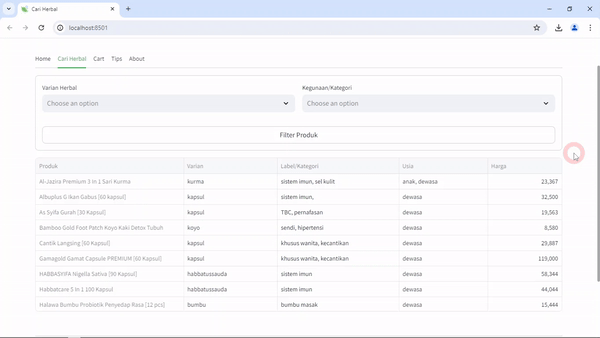 Cari Herbal
localhost:8501
Home Cari Herbal Cart Tips About
Varian Herbal Kegunaan/Kategori
Choose an option Choose an option
Filter Produk
Produk Varian Label/Kategori Usia Harga
Al-Jazira Premium 3 in 1 Sari Kurma kurma sistem imun, sel kulit anak, dewasa 23,367
Albuplus G Ikan Gabus [60 kapsul] kapsul sistem imun, dewasa 32,500
As Syifa Gurah [30 Kapsul] kapsul TBC, pernafasan dewasa 19,563
Bamboo Gold Foot Patch Koyo Kaki Detox Tubuh koyo sendi, hipertensi dewasa 8,580
Cantik Langsing [60 Kapsul] kapsul khusus wanita, kecantikan dewasa 29,887
Gamagold Gamat Capsule PREMIUM [60 Kapsul] kapsul khusus wanita, kecantikan dewasa 119,000
HABBASYIFA Nigella Sativa [90 Kapsul] habbatussauda sistem imun dewasa 58,344
Habbatcare 5 in 1 100 Kapsul habbatussauda sistem imun dewasa 44,044
Halawa Bumbu Probiotik Penyedap Rasa [12 pcs] bumbu bumbu masak dewasa 15,444